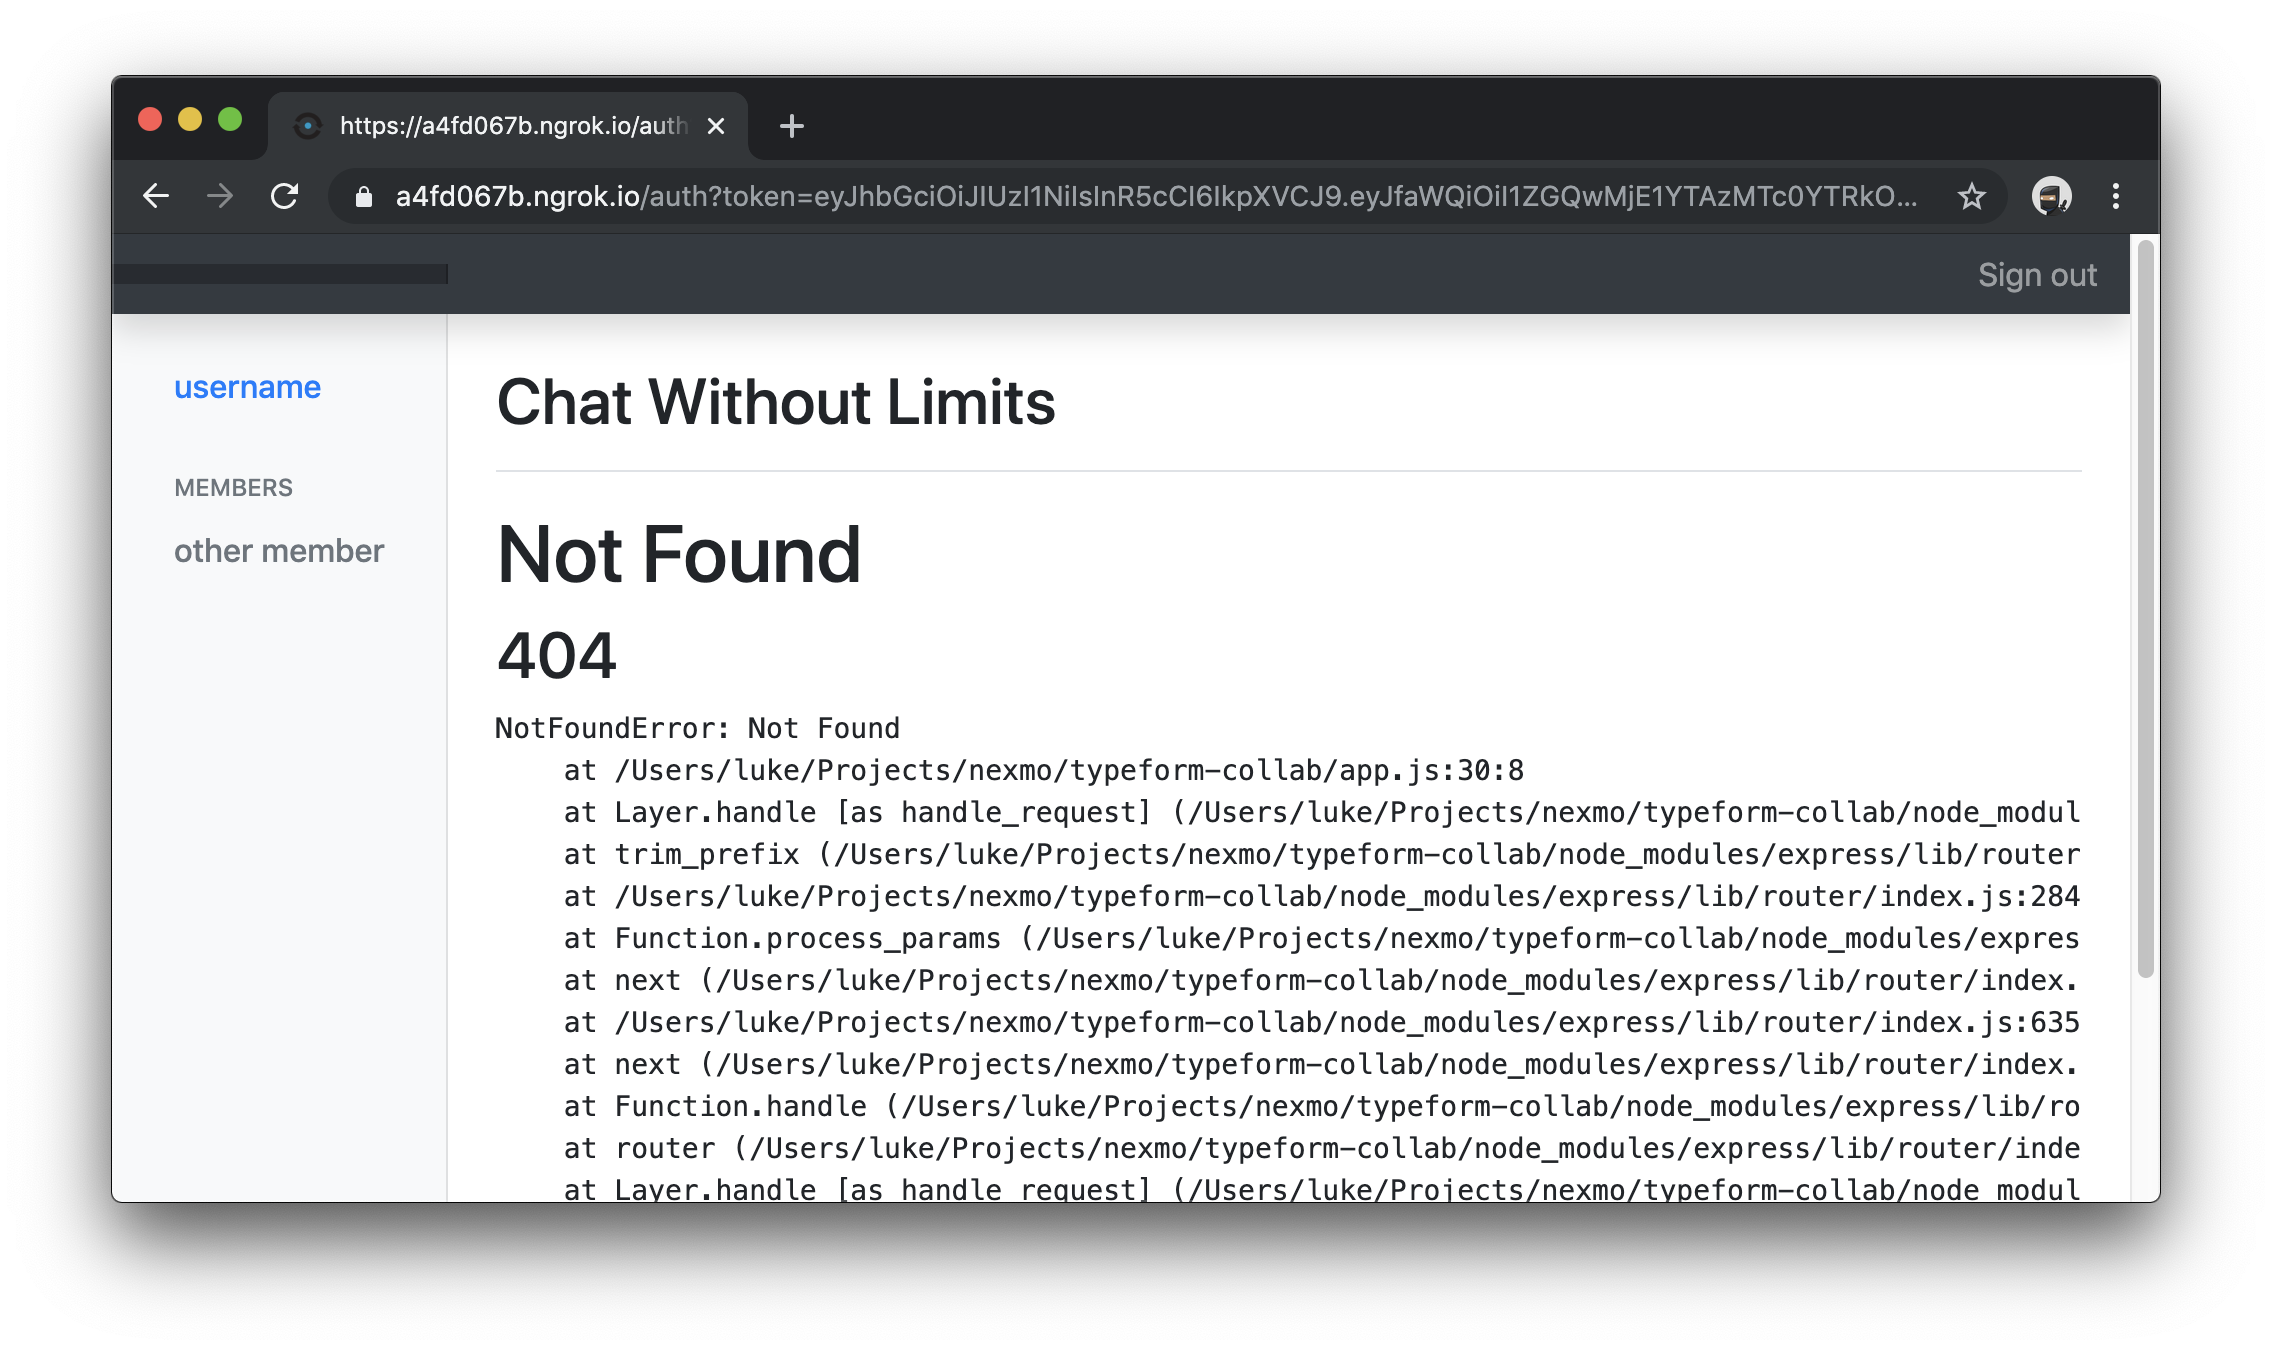 https://a4fd067b.ngrok.io/auth
a4fd067b.ngrok.io/auth?token=eyJhbGciOiJIUzI1NiIsInR5cCI6IkpXVCJ9.eyJfaWQiOiI1ZGQwMjE1YTAzMTc0YTRkO...
Sign out
username
MEMBERS
other member
Chat Without Limits
Not Found
404
NotFoundError: Not Found
at /Users/luke/Projects/nexmo/typeform-collab/app.js:30:8
at Layer.handle [as handle_request] (/Users/luke/Projects/nexmo/typeform-collab/node_modul
at trim_prefix (/Users/luke/Projects/nexmo/typeform-collab/node_modules/express/lib/router
at /Users/luke/Projects/nexmo/typeform-collab/node_modules/express/lib/router/index.js:284
at Function.process_params (/Users/luke/Projects/nexmo/typeform-collab/node_modules/expres
at next (/Users/luke/Projects/nexmo/typeform-collab/node_modules/express/lib/router/index.
at /Users/luke/Projects/nexmo/typeform-collab/node_modules/express/lib/router/index.js:635
at next (/Users/luke/Projects/nexmo/typeform-collab/node_modules/express/lib/router/index.
at Function.handle (/Users/luke/Projects/nexmo/typeform-collab/node_modules/express/lib/ro
at router (/Users/luke/Projects/nexmo/typeform-collab/node_modules/express/lib/router/inde
at Layer.handle [as handle_request] (/Users/luke/Projects/nexmo/typeform-collab/node_modul